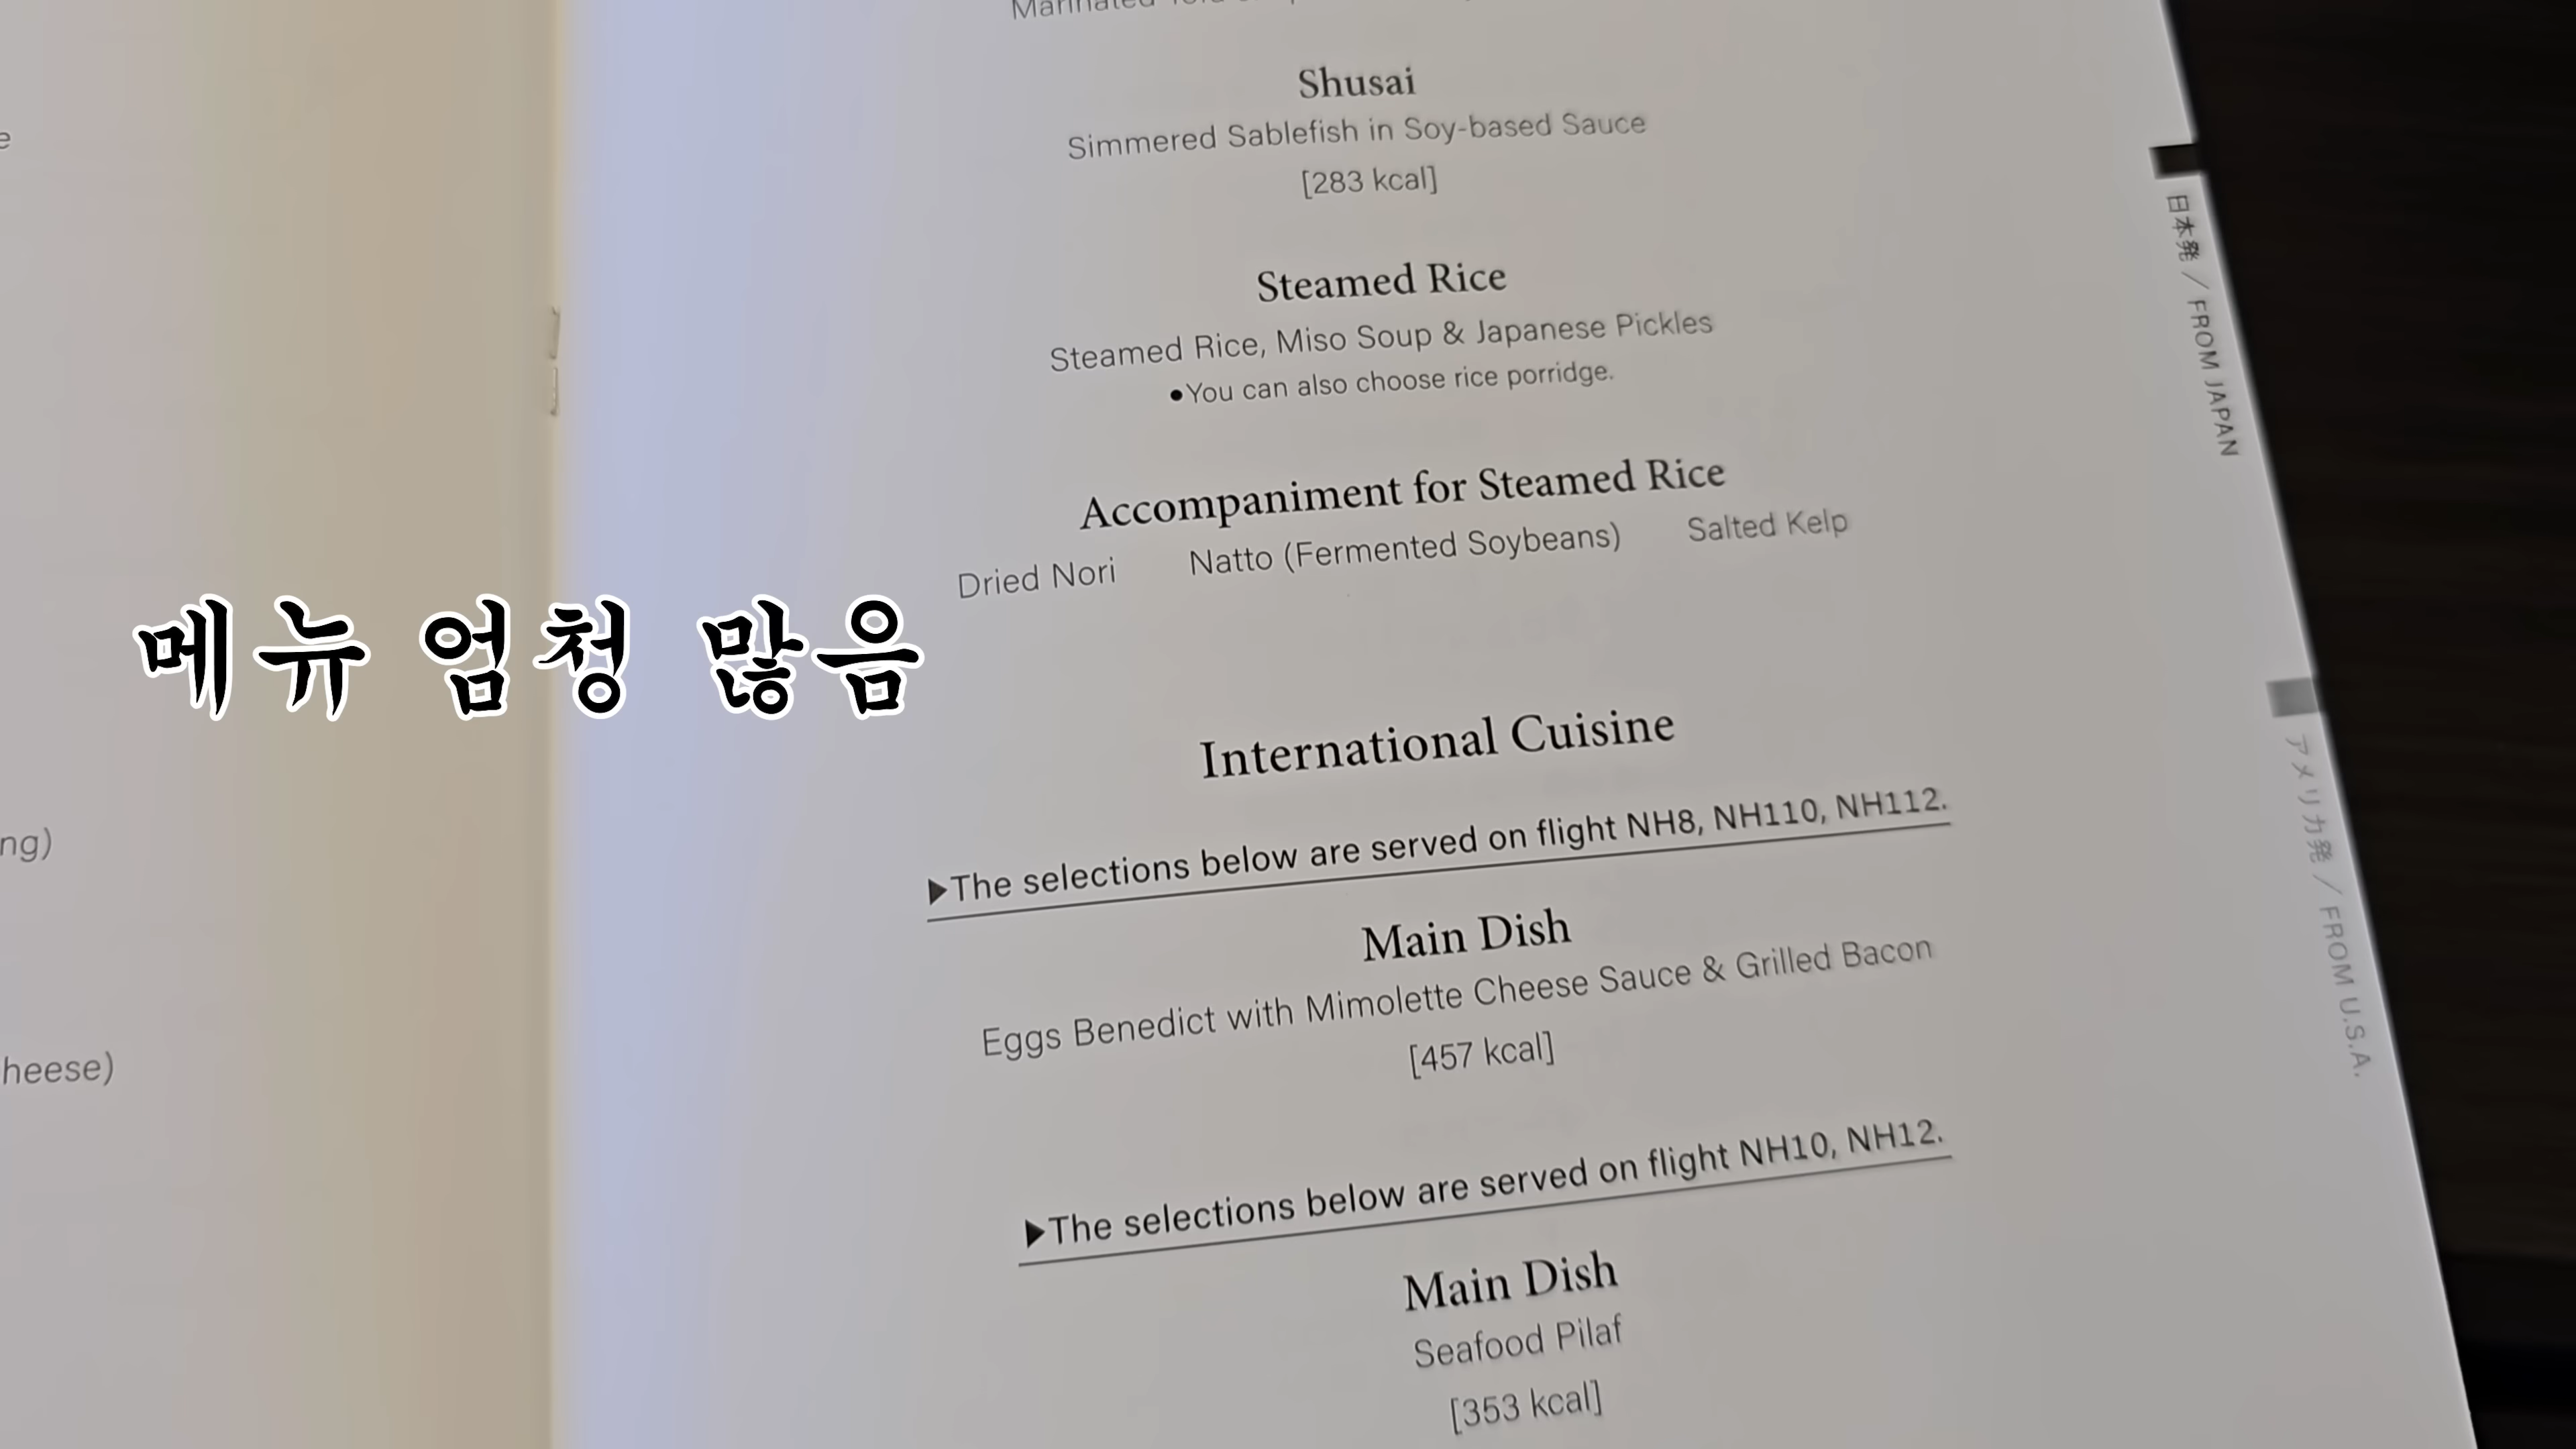 Marinated
Shusai
Simmered Sablefish in Soy-based Sauce
[283 kcal]
Steamed Rice
Steamed Rice, Miso Soup & Japanese Pickles
●You can also choose rice porridge.
Accompaniment for Steamed Rice
Dried Nori Natto (Fermented Soybeans) Salted Kelp
메뉴 엄청 많음
International Cuisine
▶The selections below are served on flight NH8, NH110, NH112.
Main Dish
Eggs Benedict with Mimolette Cheese Sauce & Grilled Bacon
[457 kcal]
▶The selections below are served on flight NH10, NH12.
Main Dish
Seafood Pilaf
[353 kcal]
日本発 / FROM JAPAN
アメリカ発 / FROM U.S.A.